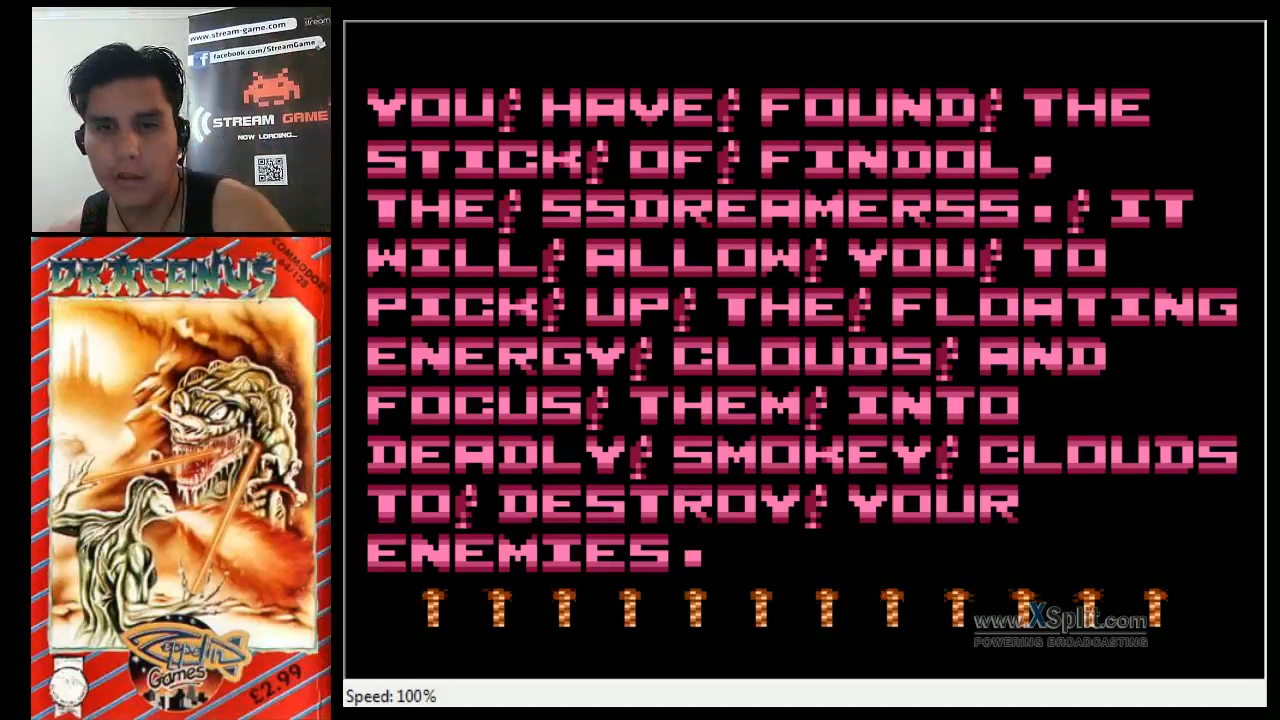 www.stream-game.com
facebook.com/StreamGame
STREAM GAME
NOW LOADING...
COMMODORE
64/128
DRACONUS
Zeppelin
Games
£2.99
YOU HAVE FOUND THE
STICK OF FINDOL,
THE SSDREAMERSS. IT
WILL ALLOW YOU TO
PICK UP THE FLOATING
ENERGY CLOUDS AND
FOCUS THEM INTO
DEADLY SMOKEY CLOUDS
TO DESTROY YOUR
ENEMIES.
www.XSplit.com
POWERING BROADCASTING
Speed: 100%